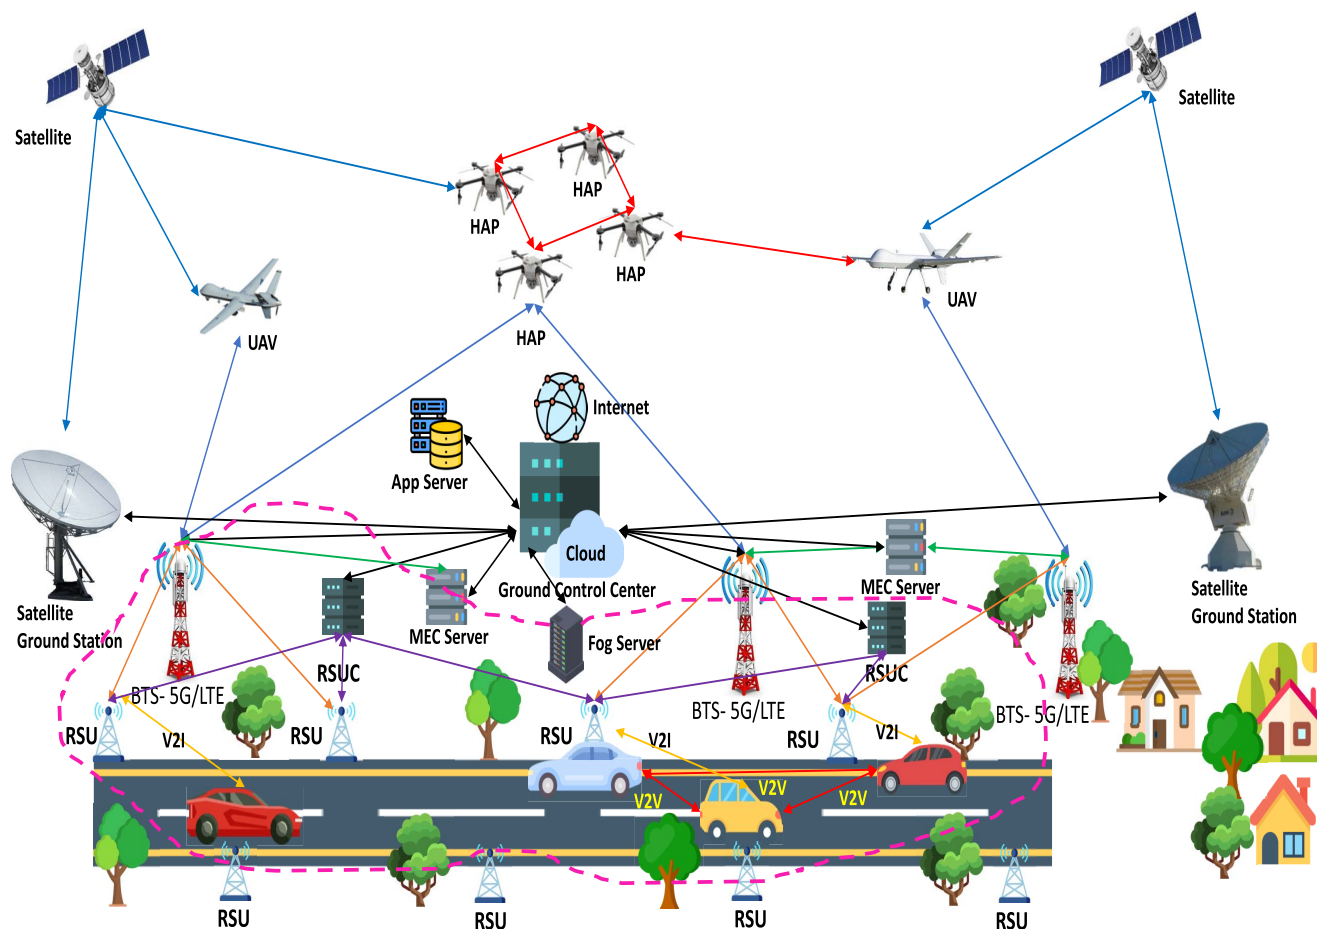 Satellite
Satellite
HAP
HAP
HAP
UAV
UAV
HAP
Internet
App Server
Cloud
Ground Control Center
MEC Server
Satellite
Ground Station
Satellite
Ground Station
MEC Server
Fog Server
RSUC
RSUC
BTS- 5G/LTE
BTS- 5G/LTE
BTS- 5G/LTE
RSU
V2I
RSU
RSU
V2I
RSU
V2I
V2V
V2V
V2V
RSU
RSU
RSU
RSU